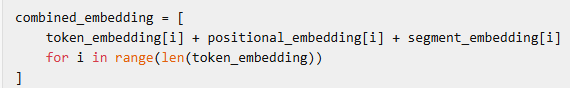 combined_embedding = [
    token_embedding[i] + positional_embedding[i] + segment_embedding[i]
    for i in range(len(token_embedding))
]